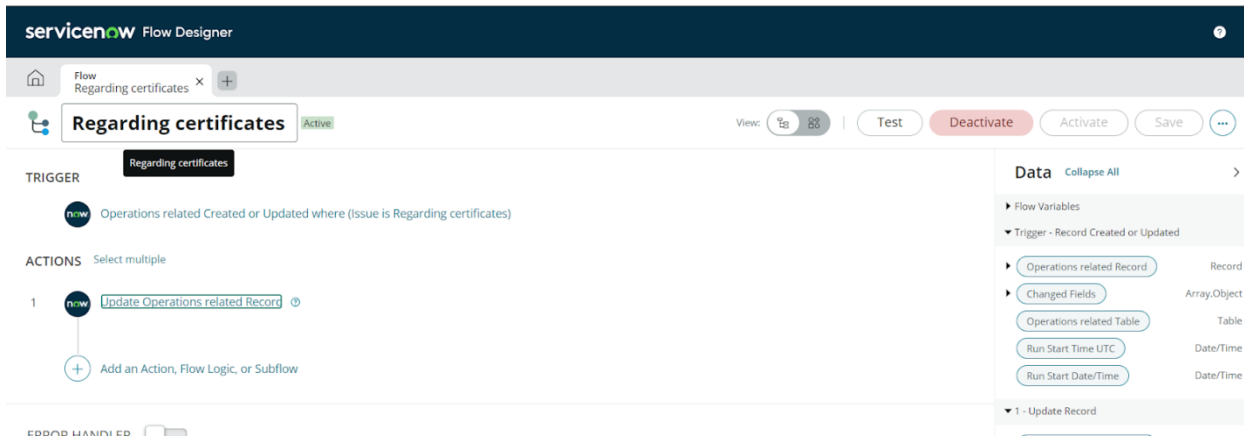 servicenow Flow Designer
?
Flow
Regarding certificates × +
Regarding certificates Active
View:
Test
Deactivate
Activate
Save
...
Regarding certificates
TRIGGER
now Operations related Created or Updated where (Issue is Regarding certificates)
ACTIONS Select multiple
1 now Update Operations related Record ?
+ Add an Action, Flow Logic, or Subflow
ERROR HANDLER
Data Collapse All
Flow Variables
Trigger - Record Created or Updated
Operations related Record Record
Changed Fields Array.Object
Operations related Table Table
Run Start Time UTC Date/Time
Run Start Date/Time Date/Time
1 - Update Record